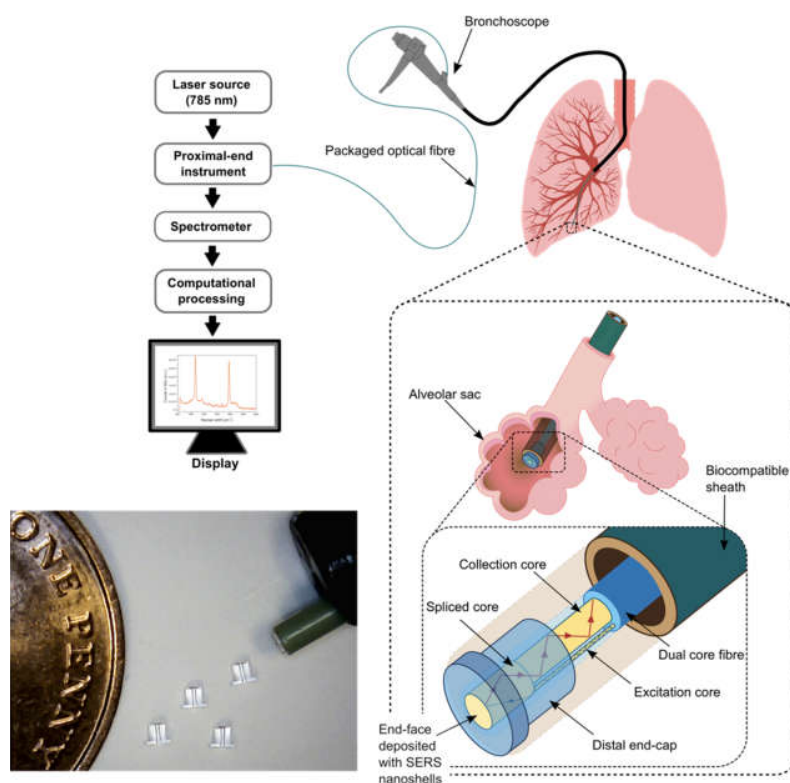 Bronchoscope
Laser source
(785 nm)
Proximal-end
instrument
Packaged optical fibre
Spectrometer
Computational
processing
Display
Alveolar sac
Biocompatible
sheath
Collection core
Spliced core
Dual core fibre
Excitation core
End-face
deposited
with SERS
nanoshells
Distal end-cap
ONE PENNY